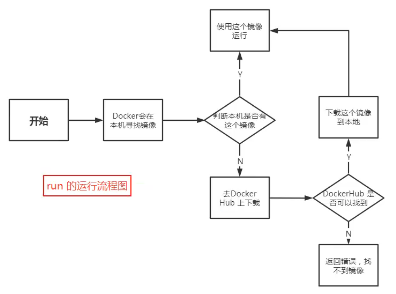 使用这个镜像
运行
Y
开始
Docker会在
本机寻找镜像
判断本机是否有
这个镜像
下载这个镜像
到本地
N
Y
run 的运行流程图
去Docker
Hub 上下载
DockerHub 是
否可以找到
N
返回错误，找
不到镜像